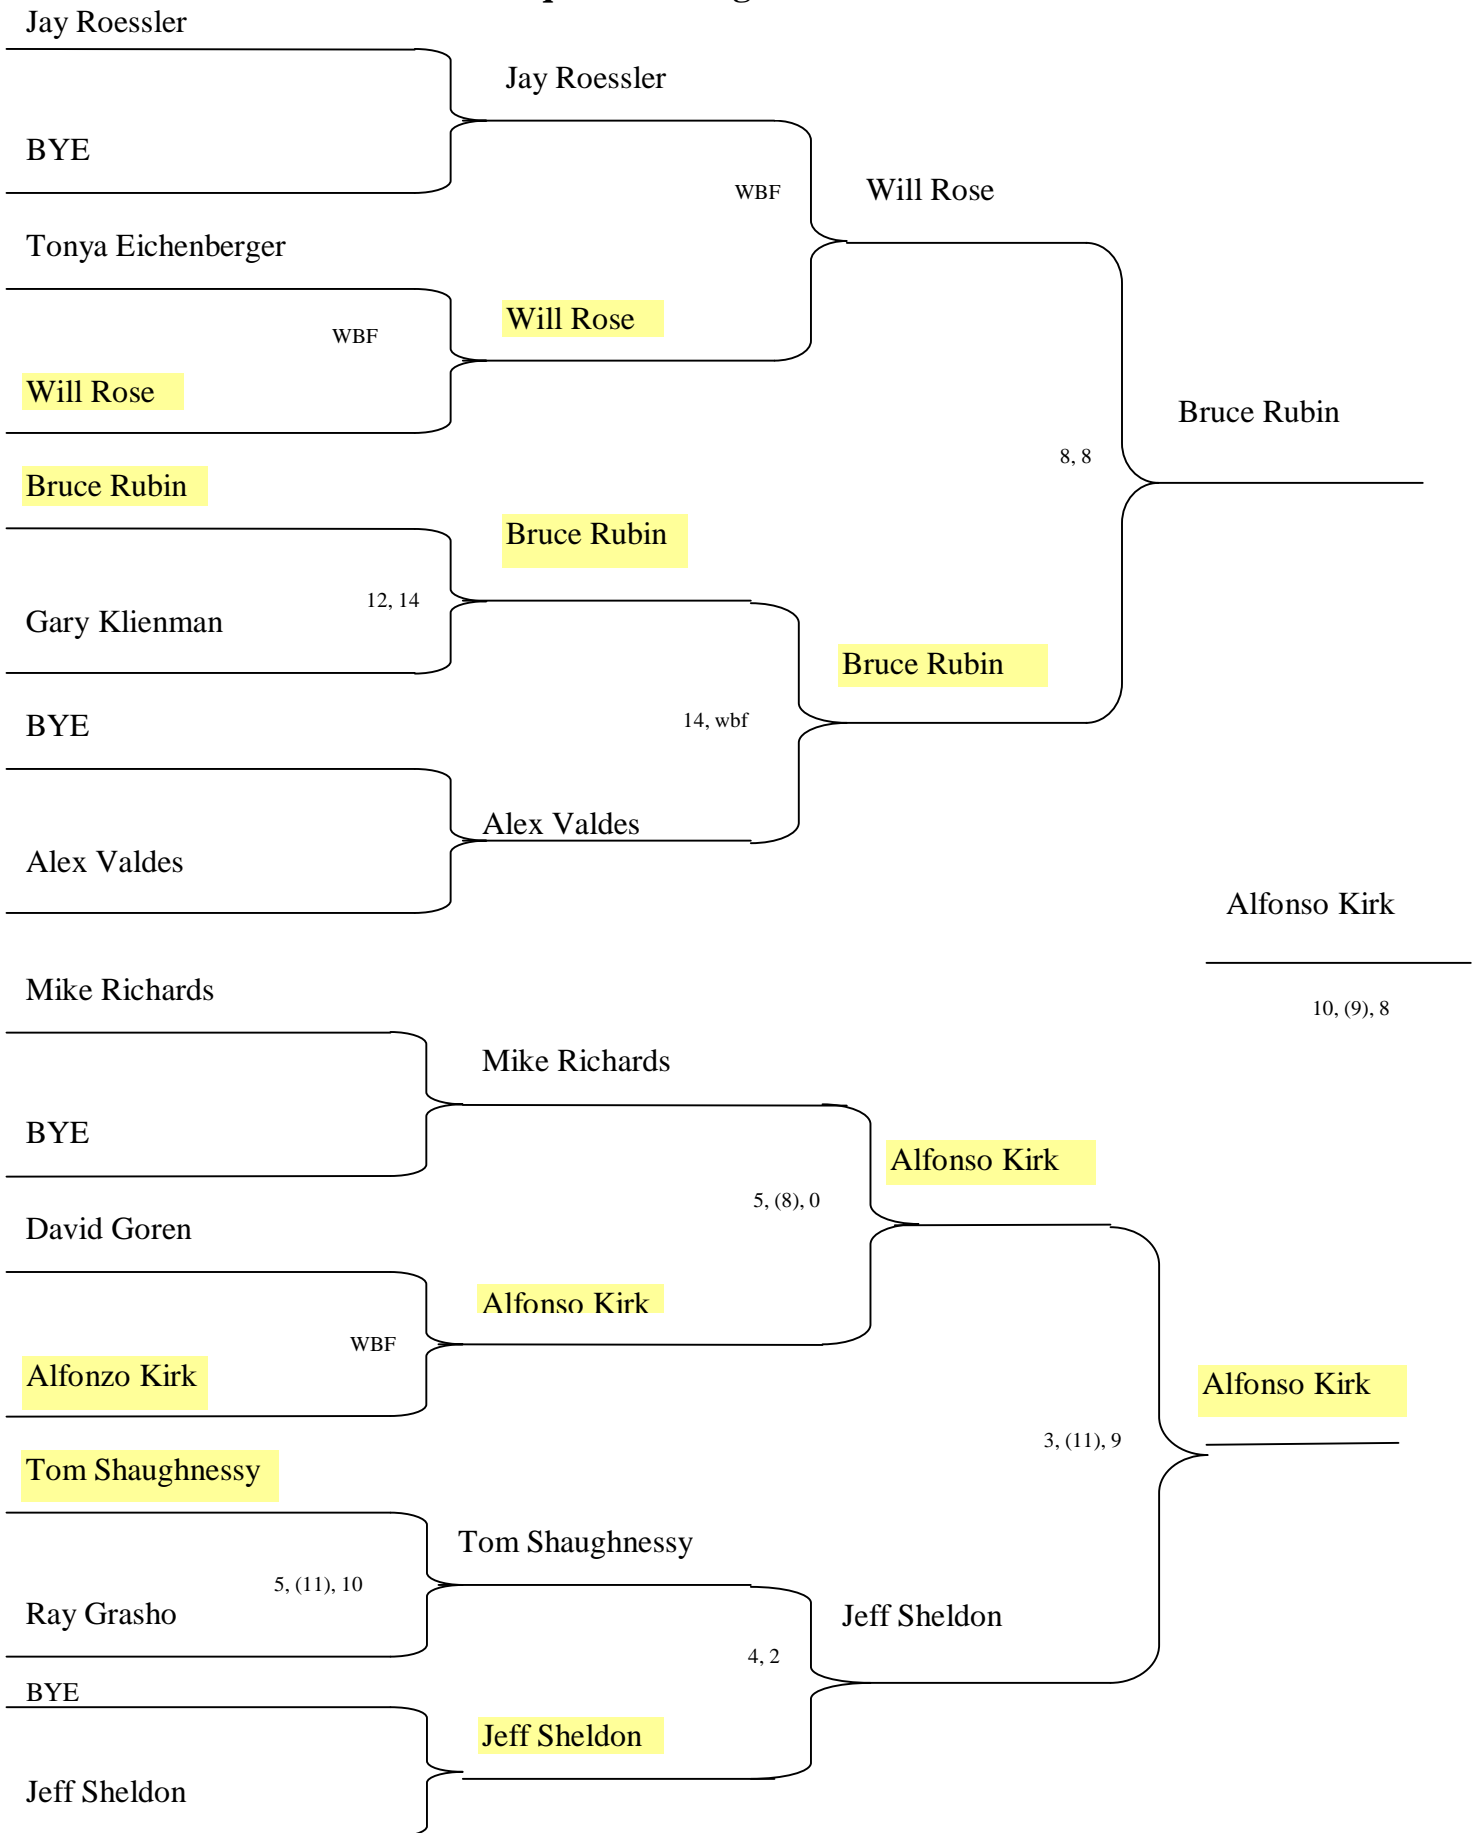 Jay Roessler
Jay Roessler
BYE
WBF
Will Rose
Tonya Eichenberger
Will Rose
WBF
Will Rose
Bruce Rubin
8, 8
Bruce Rubin
Bruce Rubin
12, 14
Gary Klienman
Bruce Rubin
BYE
14, wbf
Alex Valdes
Alex Valdes
Alfonso Kirk
Mike Richards
10, (9), 8
Mike Richards
BYE
Alfonso Kirk
5, (8), 0
David Goren
Alfonso Kirk
WBF
Alfonzo Kirk
Alfonso Kirk
3, (11), 9
Tom Shaughnessy
Tom Shaughnessy
5, (11), 10
Ray Grasho
Jeff Sheldon
4, 2
BYE
Jeff Sheldon
Jeff Sheldon